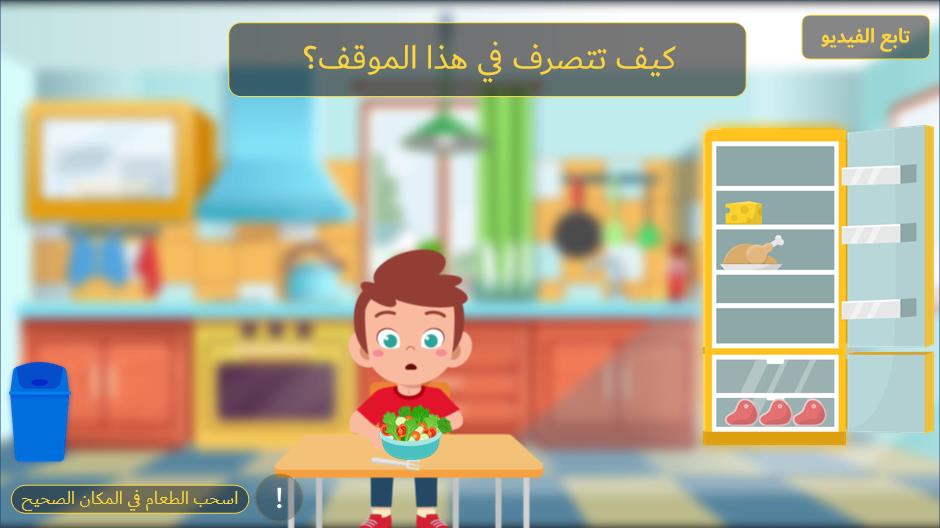 تابع الفيديو
كيف تتصرف في هذا الموقف؟
اسحب الطعام في المكان الصحيح
!